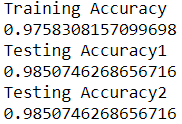 Training Accuracy
0.9758308157099698
Testing Accuracy1
0.9850746268656716
Testing Accuracy2
0.9850746268656716